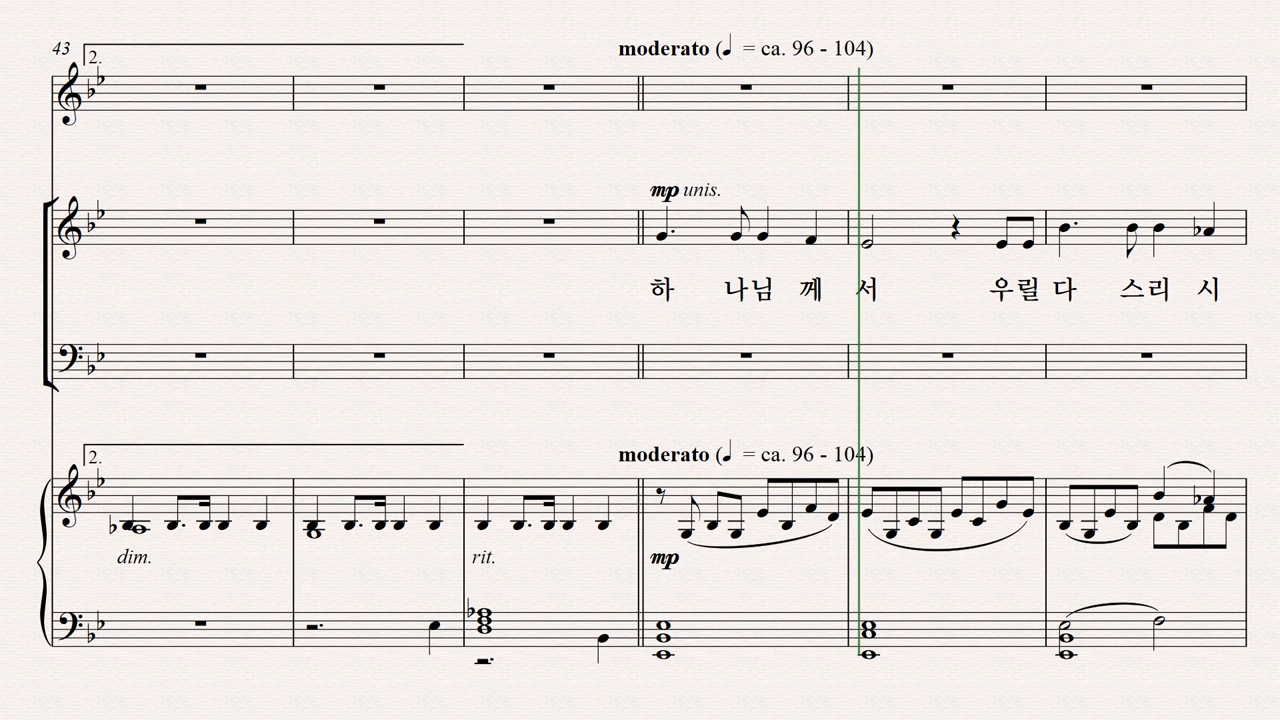 43
2.
moderato (♩ = ca. 96 - 104)
mp unis.
하 나님 께 서 우릴 다 스리 시
2.
moderato (♩ = ca. 96 - 104)
dim.
rit.
mp